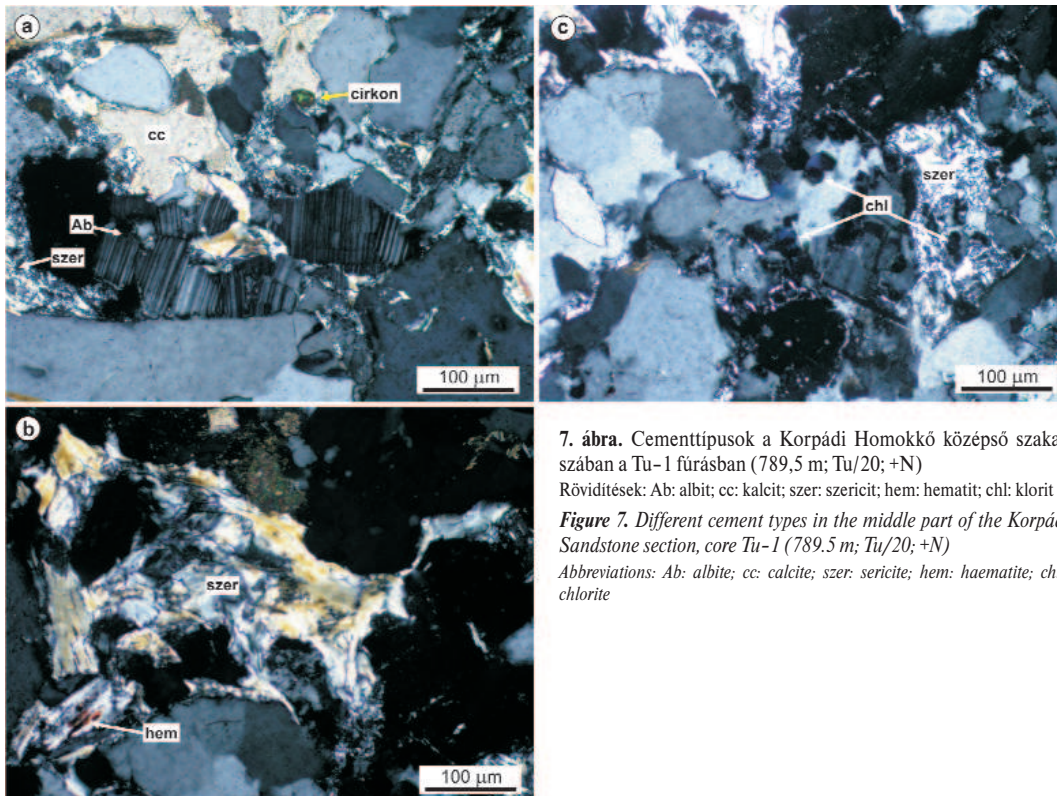 a
cirkon
cc
Ab
szer
100 µm
c
szer
chl
100 µm
b
szer
hem
100 µm
7. ábra. Cementtípusok a Korpádi Homokkő középső szaka
szában a Tu–1 fúrásban (789,5 m; Tu/20; +N)
Rövidítések: Ab: albit; cc: kalcit; szer: szericit; hem: hematit; chl: klorit
Figure 7. Different cement types in the middle part of the Korpád
Sandstone section, core Tu–1 (789.5 m; Tu/20; +N)
Abbreviations: Ab: albite; cc: calcite; szer: sericite; hem: haematite; ch
chlorite